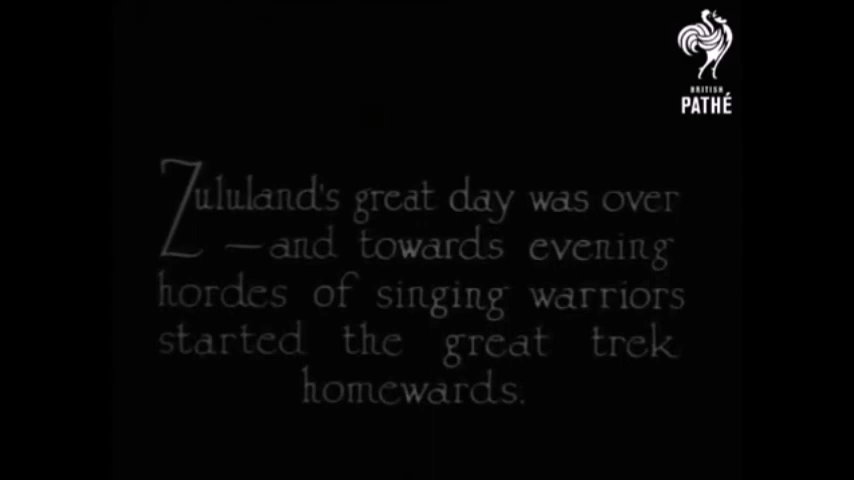 BRITISH
PATHÉ
Zululand's great day was over
—and towards evening
hordes of singing warriors
started the great trek
homewards.